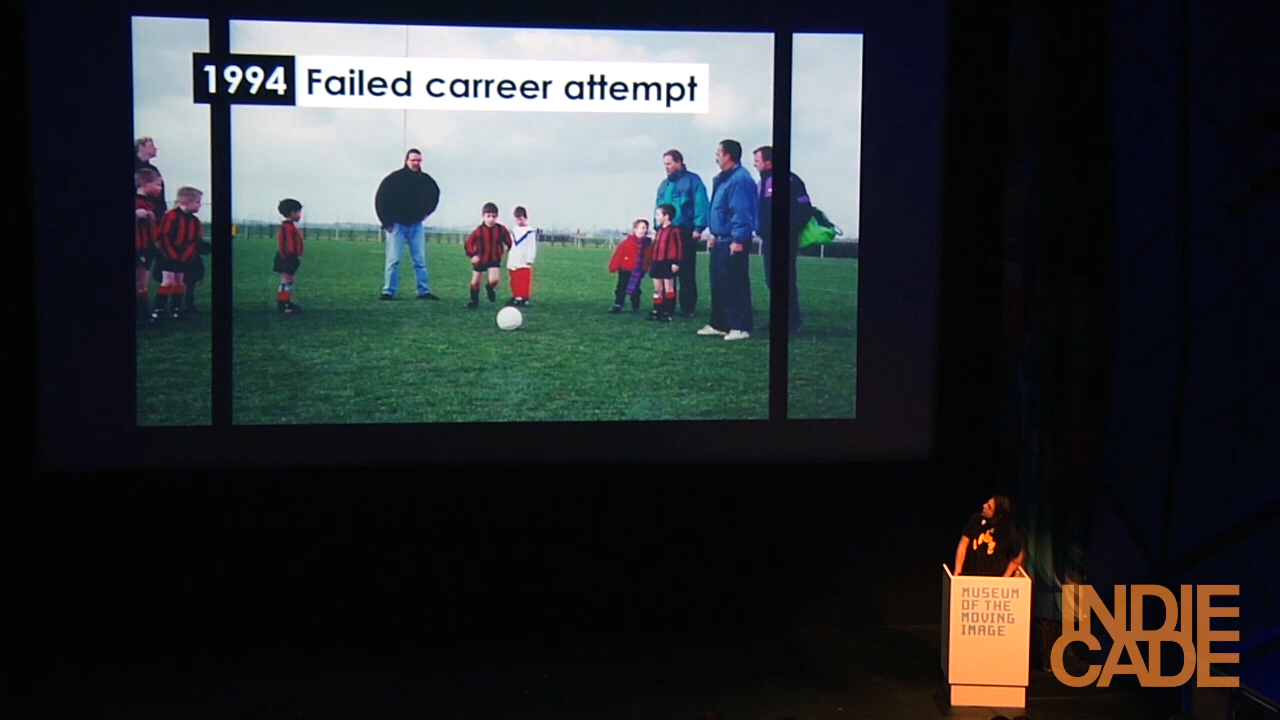 1994 Failed carreer attempt
MUSEUM
OF THE
MOVING
IMAGE
INDIE
CADE